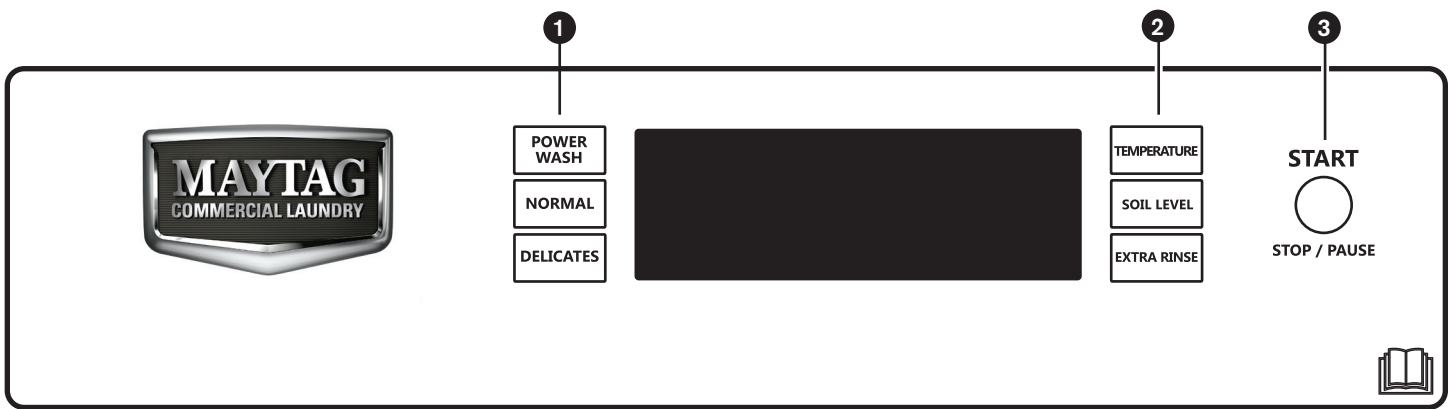 1
2
3
MAYTAG
COMMERCIAL LAUNDRY
POWER
WASH
NORMAL
DELICATES
TEMPERATURE
SOIL LEVEL
EXTRA RINSE
START
STOP / PAUSE